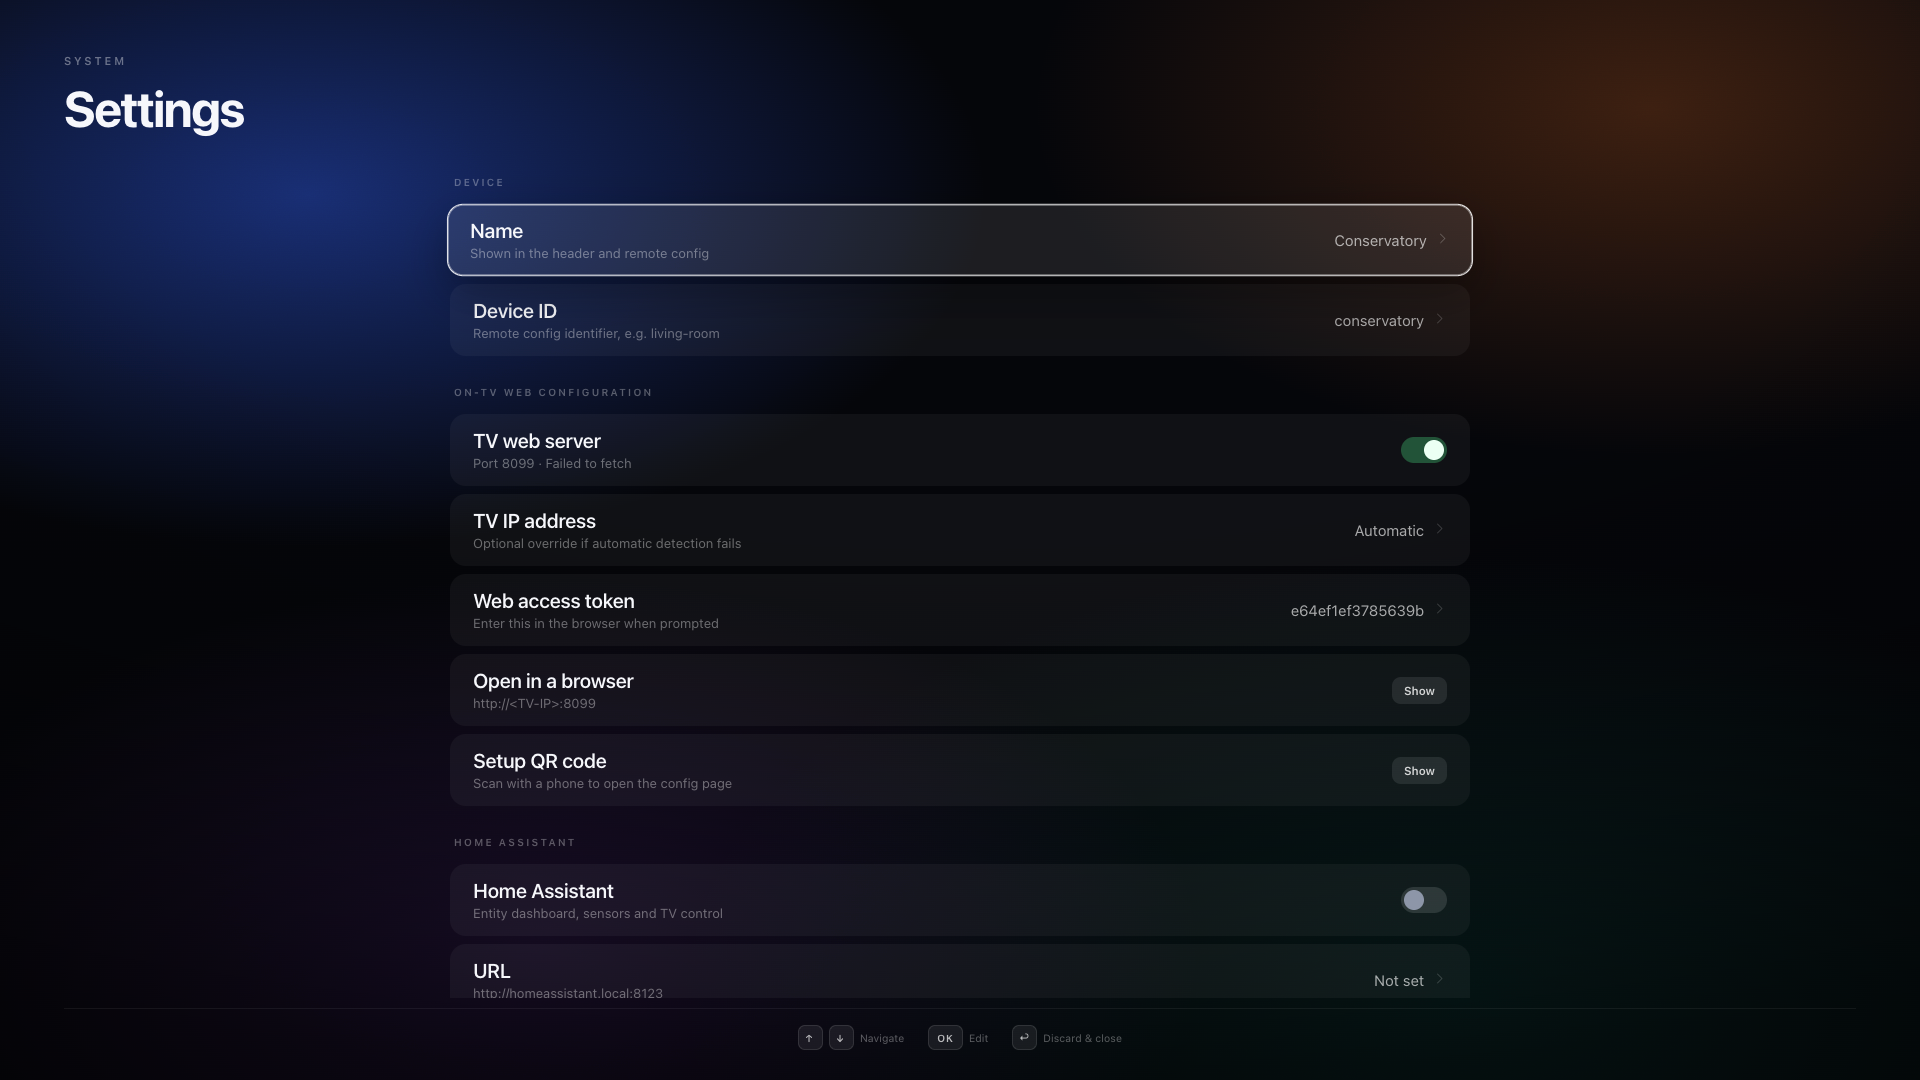 SYSTEM
Settings
DEVICE
Name
Shown in the header and remote config
Conservatory
Device ID
Remote config identifier, e.g. living-room
conservatory
ON-TV WEB CONFIGURATION
TV web server
Port 8099 · Failed to fetch
TV IP address
Optional override if automatic detection fails
Automatic
Web access token
Enter this in the browser when prompted
e64ef1ef3785639b
Open in a browser
http://<TV-IP>:8099
Show
Setup QR code
Scan with a phone to open the config page
Show
HOME ASSISTANT
Home Assistant
Entity dashboard, sensors and TV control
URL
http://homeassistant.local:8123
Not set
↑ ↓ Navigate OK Edit ↩ Discard & close